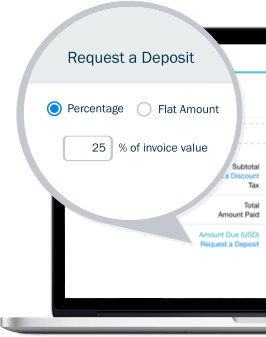 Request a Deposit
Percentage
Flat Amount
25 % of invoice value
Subtotal
a Discount
Tax
Total
Amount Paid
Amount Due (USD)
Request a Deposit